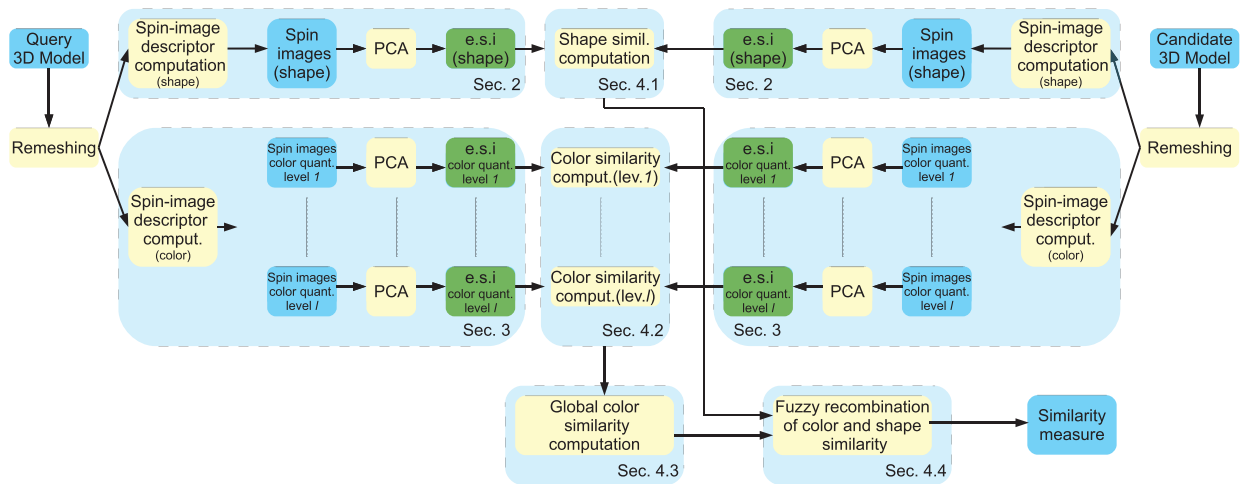 Query
3D Model
Remeshing
Spin-image
descriptor
computation
(shape)
Spin
images
(shape)
PCA
e.s.i
(shape)
Sec. 2
Shape simil.
computation
Sec. 4.1
e.s.i
(shape)
PCA
Spin
images
(shape)
Spin-image
descriptor
computation
(shape)
Sec. 2
Candidate
3D Model
Remeshing
Spin-image
descriptor
comput.
(color)
Spin images
color quant.
level 1
PCA
e.s.i
color quant.
level 1
Color similarity
comput.(lev.1)
e.s.i
color quant.
level 1
PCA
Spin images
color quant.
level 1
Spin-image
descriptor
comput.
(color)
Spin images
color quant.
level l
PCA
e.s.i
color quant.
level l
Sec. 3
Color similarity
comput.(lev.l)
Sec. 4.2
e.s.i
color quant.
level l
PCA
Spin images
color quant.
level l
Sec. 3
Global color
similarity
computation
Sec. 4.3
Fuzzy recombination
of color and shape
similarity
Sec. 4.4
Similarity
measure